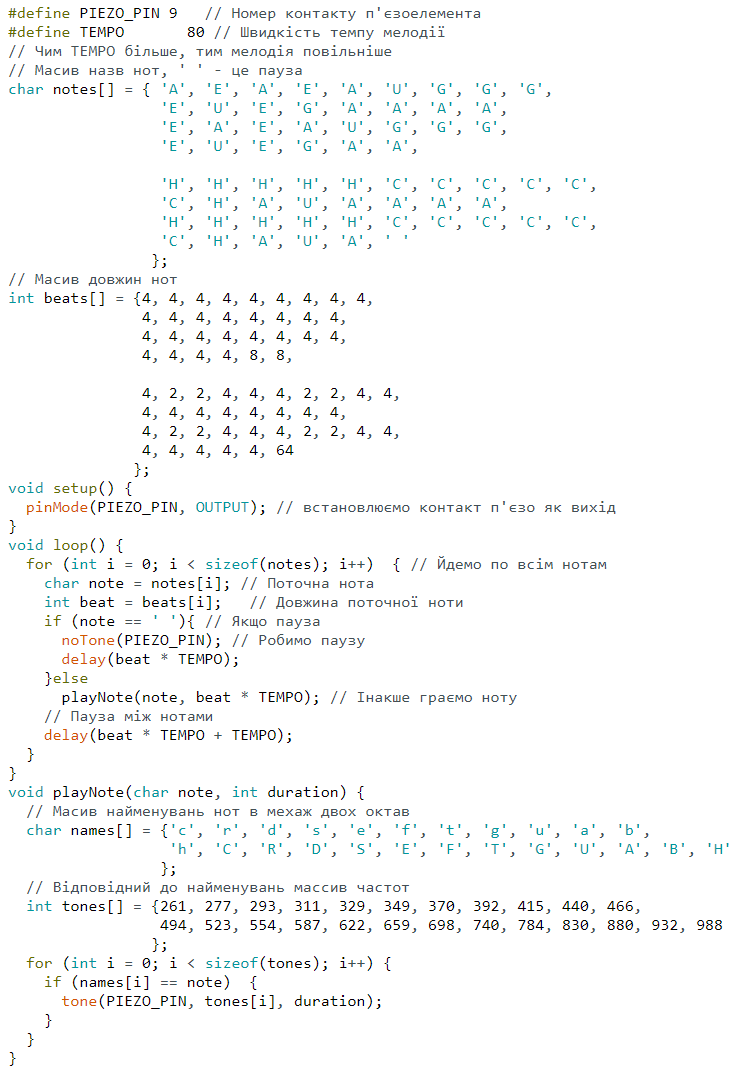 #define PIEZO_PIN 9   // Номер контакту п'єзоелемента
#define TEMPO       80 // Швидкість темпу мелодії
// Чим TEMPO більше, тим мелодія повільніше
// Масив назв нот, ' ' - це пауза
char notes[] = { 'A', 'E', 'A', 'E', 'A', 'U', 'G', 'G', 'G',
                 'E', 'U', 'E', 'G', 'A', 'A', 'A', 'A',
                 'E', 'A', 'E', 'A', 'U', 'G', 'G', 'G',
                 'E', 'U', 'E', 'G', 'A', 'A',

                 'H', 'H', 'H', 'H', 'H', 'C', 'C', 'C', 'C', 'C',
                 'C', 'H', 'A', 'U', 'A', 'A', 'A', 'A',
                 'H', 'H', 'H', 'H', 'H', 'C', 'C', 'C', 'C', 'C',
                 'C', 'H', 'A', 'U', 'A', ' '
                };
// Масив довжин нот
int beats[] = {4, 4, 4, 4, 4, 4, 4, 4, 4,
               4, 4, 4, 4, 4, 4, 4, 4,
               4, 4, 4, 4, 4, 4, 4, 4,
               4, 4, 4, 4, 8, 8,

               4, 2, 2, 4, 4, 4, 2, 2, 4, 4,
               4, 4, 4, 4, 4, 4, 4, 4,
               4, 2, 2, 4, 4, 4, 2, 2, 4, 4,
               4, 4, 4, 4, 4, 64
              };
void setup() {
  pinMode(PIEZO_PIN, OUTPUT); // встановлюємо контакт п'єзо як вихід
}
void loop() {
  for (int i = 0; i < sizeof(notes); i++)  { // Йдемо по всім нотам
    char note = notes[i]; // Поточна нота
    int beat = beats[i];   // Довжина поточної ноти
    if (note == ' '){ // Якщо пауза
      noTone(PIEZO_PIN); // Робимо паузу
      delay(beat * TEMPO);
    }else
      playNote(note, beat * TEMPO); // Інакше граємо ноту
    // Пауза між нотами
    delay(beat * TEMPO + TEMPO);
  }
}
void playNote(char note, int duration) {
  // Масив найменувань нот в мехаж двох октав
  char names[] = {'c', 'r', 'd', 's', 'e', 'f', 't', 'g', 'u', 'a', 'b',
                  'h', 'C', 'R', 'D', 'S', 'E', 'F', 'T', 'G', 'U', 'A', 'B', 'H'
                 };
  // Відповідний до найменувань массив частот
  int tones[] = {261, 277, 293, 311, 329, 349, 370, 392, 415, 440, 466,
                 494, 523, 554, 587, 622, 659, 698, 740, 784, 830, 880, 932, 988
                };
  for (int i = 0; i < sizeof(tones); i++) {
    if (names[i] == note)  {
      tone(PIEZO_PIN, tones[i], duration);
    }
  }
}